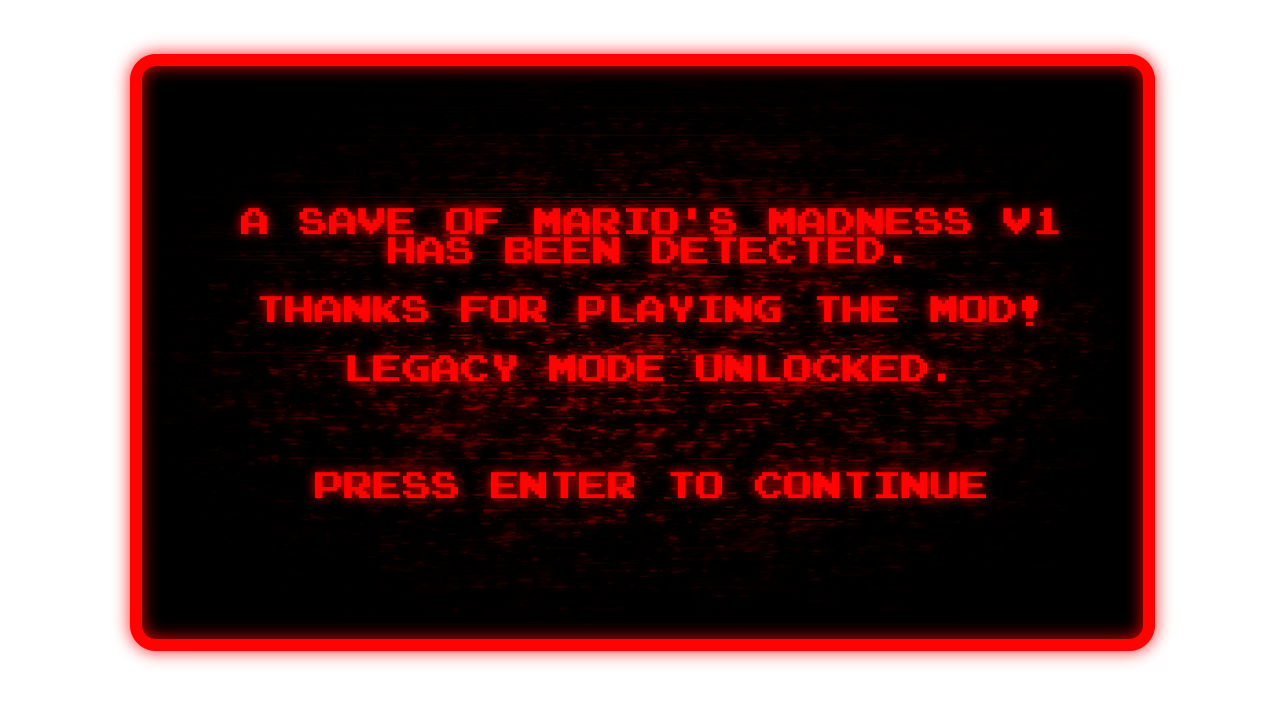 A SAVE OF MARIO'S MADNESS V1
HAS BEEN DETECTED.
THANKS FOR PLAYING THE MOD!
LEGACY MODE UNLOCKED.
PRESS ENTER TO CONTINUE